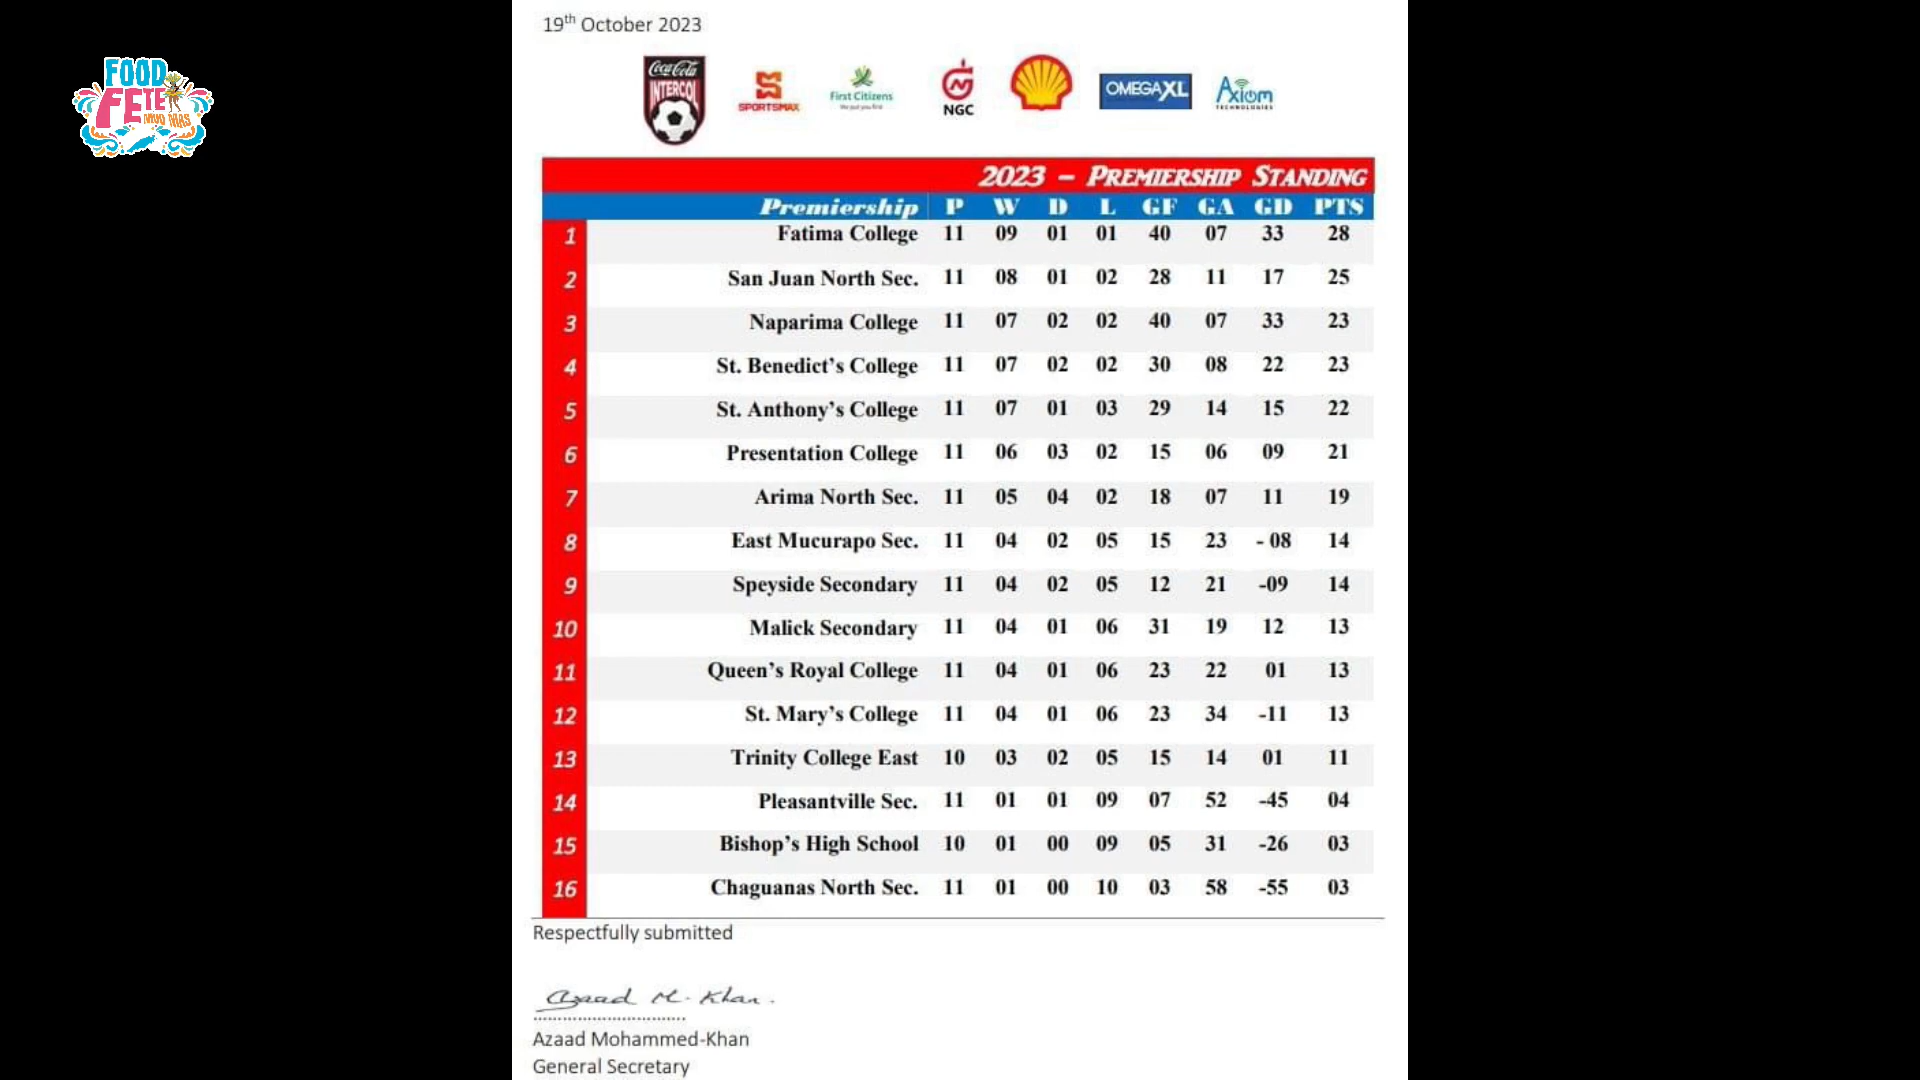 19th October 2023
FOOD
FETE
MUD MAS
Coca-Cola
INTERCOL
SPORTSMAX
First Citizens
NGC
OMEGAXL
Axiom
TECHNOLOGIES
2023 – PREMIERSHIP STANDING
Premiership P W D L GF GA GD PTS
1 Fatima College 11 09 01 01 40 07 33 28
2 San Juan North Sec. 11 08 01 02 28 11 17 25
3 Naparima College 11 07 02 02 40 07 33 23
4 St. Benedict’s College 11 07 02 02 30 08 22 23
5 St. Anthony’s College 11 07 01 03 29 14 15 22
6 Presentation College 11 06 03 02 15 06 09 21
7 Arima North Sec. 11 05 04 02 18 07 11 19
8 East Mucurapo Sec. 11 04 02 05 15 23 - 08 14
9 Speyside Secondary 11 04 02 05 12 21 -09 14
10 Malick Secondary 11 04 01 06 31 19 12 13
11 Queen’s Royal College 11 04 01 06 23 22 01 13
12 St. Mary’s College 11 04 01 06 23 34 -11 13
13 Trinity College East 10 03 02 05 15 14 01 11
14 Pleasantville Sec. 11 01 01 09 07 52 -45 04
15 Bishop’s High School 10 01 00 09 05 31 -26 03
16 Chaguanas North Sec. 11 01 00 10 03 58 -55 03
Respectfully submitted
Azaad M. Khan.
Azaad Mohammed-Khan
General Secretary